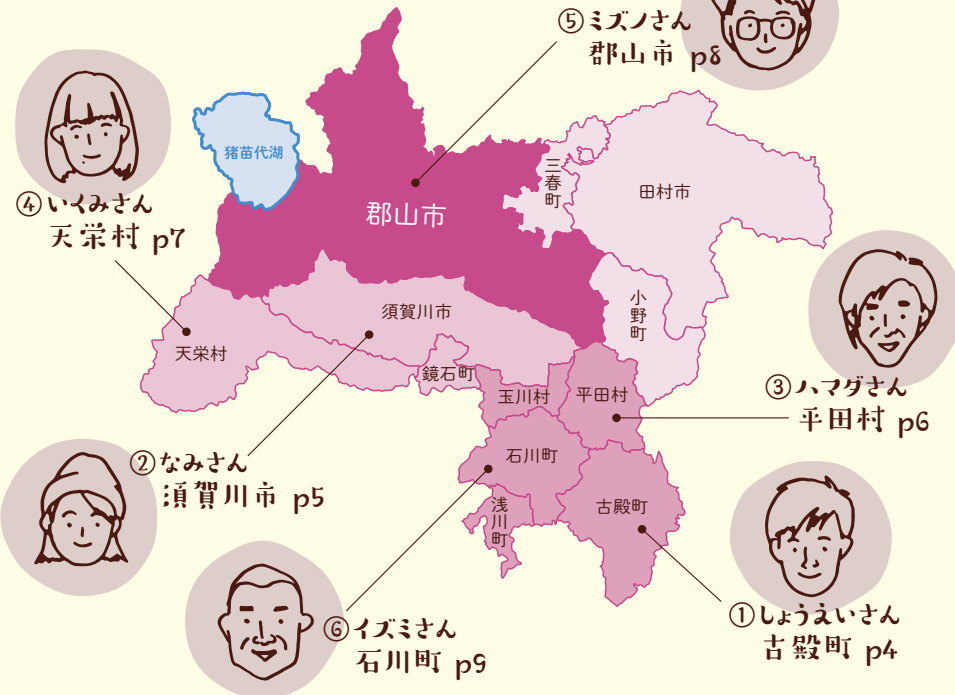 ⑤ミズノさん
郡山市 p8
④いくみさん
天栄村 p7
猪苗代湖
郡山市
三春町
田村市
小野町
須賀川市
天栄村
鏡石町
玉川村
平田村
③ハマグさん
平田村 p6
石川町
②なみさん
須賀川市 p5
浅川町
古殿町
①しょうえいさん
古殿町 p4
⑥イズミさん
石川町 p9